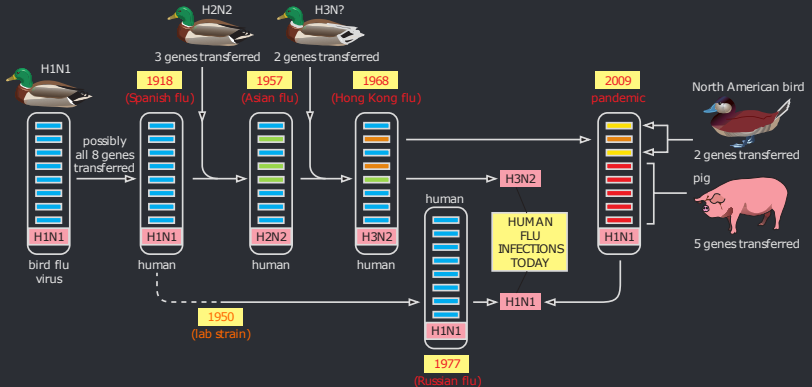 H2N2
3 genes transferred
H3N?
2 genes transferred
H1N1
1918
(Spanish flu)
1957
(Asian flu)
1968
(Hong Kong flu)
2009
pandemic
North American bird
2 genes transferred
possibly
all 8 genes
transferred
pig
5 genes transferred
H3N2
human
HUMAN
FLU
INFECTIONS
TODAY
H1N1
H1N1
H2N2
H3N2
H1N1
bird flu
virus
human
human
human
H1N1
1950
(lab strain)
H1N1
1977
(Russian flu)